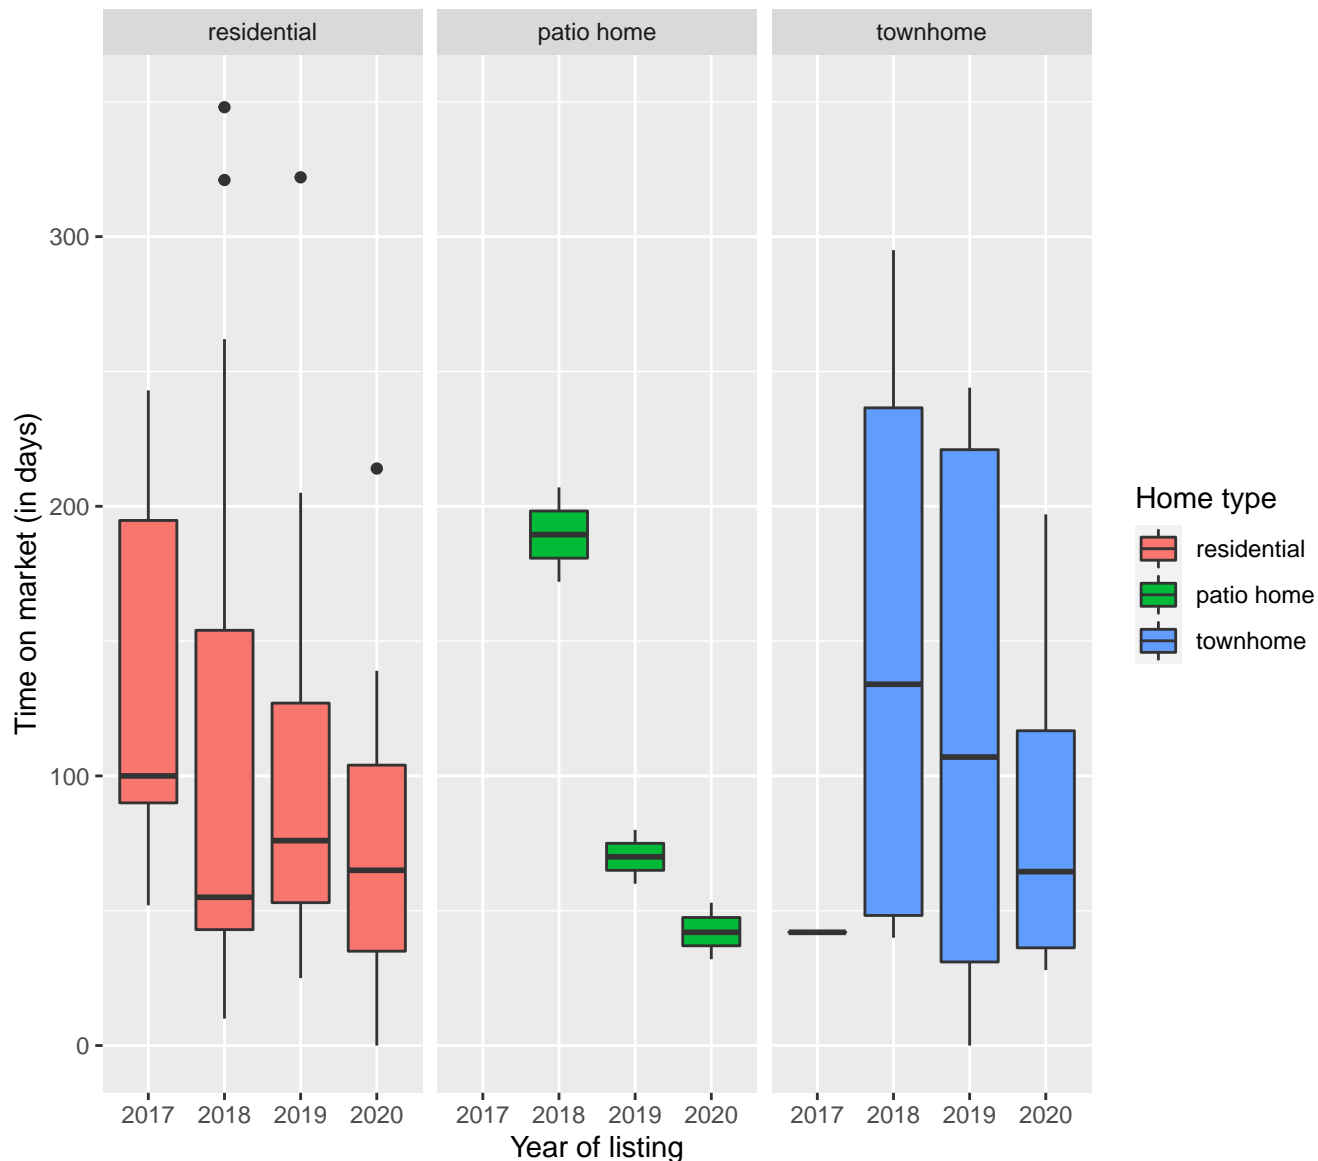 residential
patio home
townhome
Time on market (in days)
300
200
100
0
2017 2018 2019 2020
2017 2018 2019 2020
2017 2018 2019 2020
Year of listing
Home type
residential
patio home
townhome